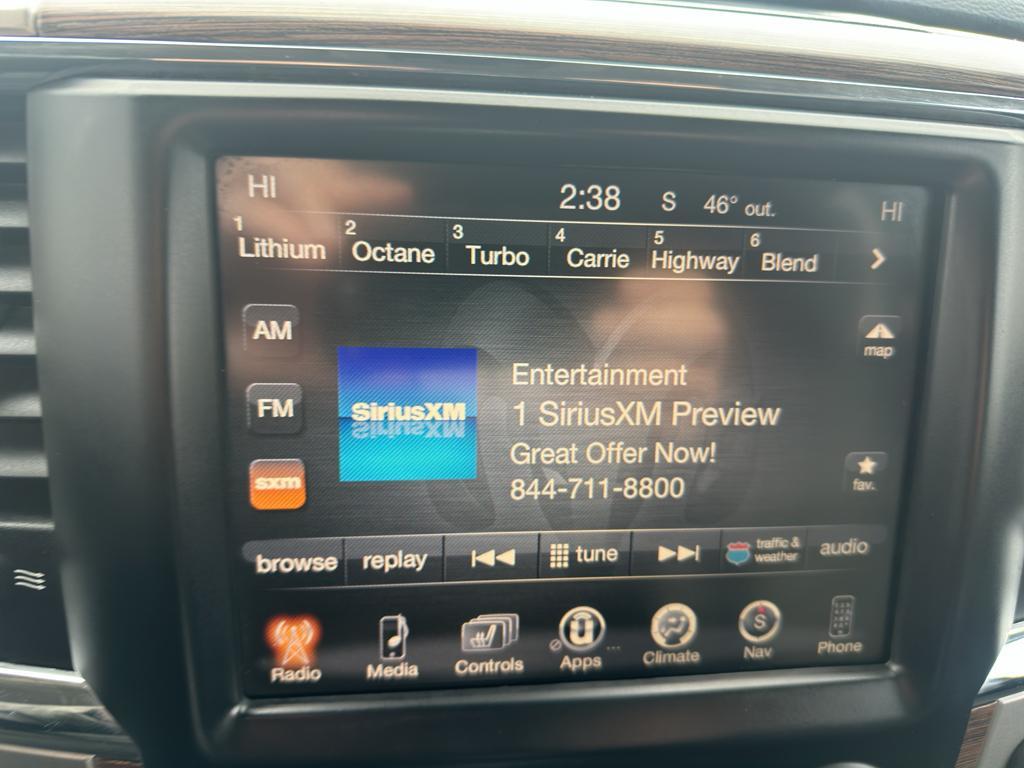 HI 2:38 S 46° out. HI
1 Lithium 2 Octane 3 Turbo 4 Carrie 5 Highway 6 Blend
AM
map
FM
SiriusXM
Entertainment
1 SiriusXM Preview
Great Offer Now!
844-711-8800
sxm
fav.
browse replay tune traffic & weather audio
S
Radio Media Controls Apps ... Climate Nav Phone